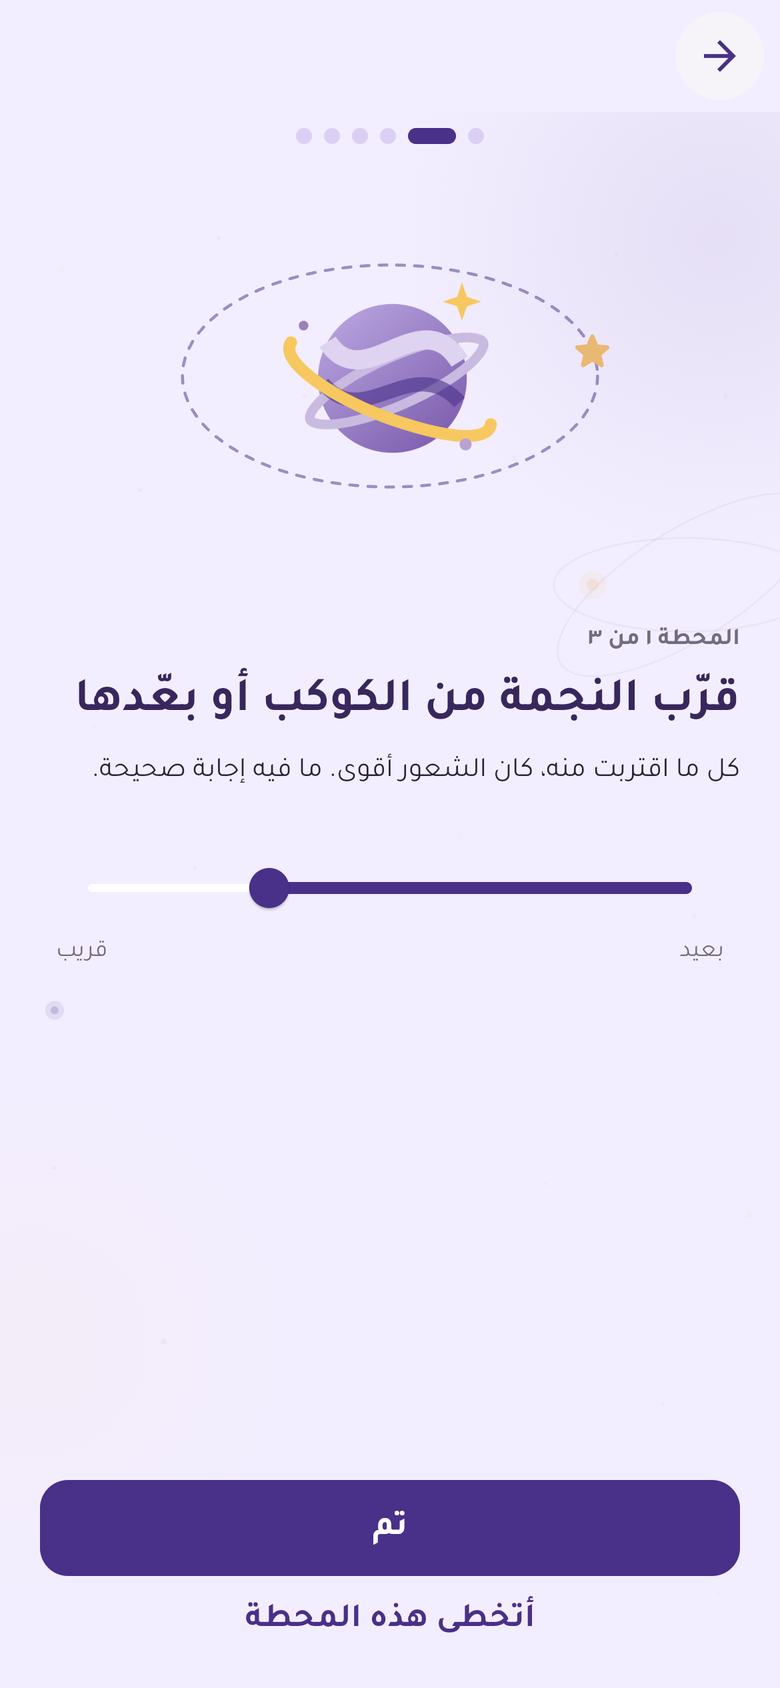 المحطة ١ من ٣
قرّب النجمة من الكوكب أو بعّدها
كل ما اقتربت منه، كان الشعور أقوى. ما فيه إجابة صحيحة.
بعيد
قريب
تم
أتخطى هذه المحطة